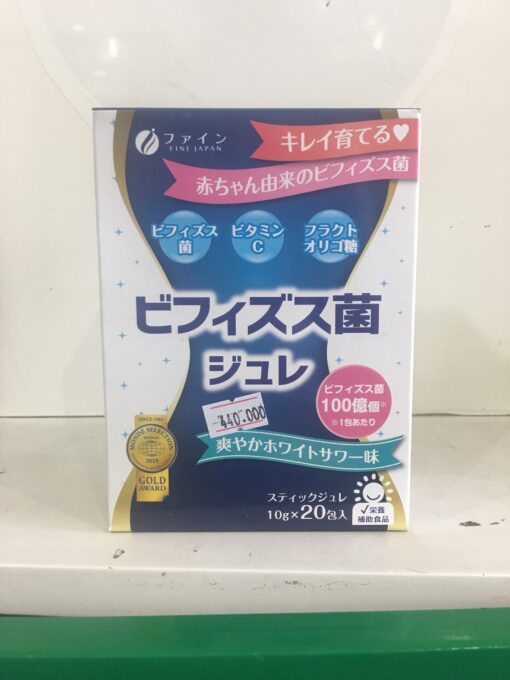 ファイン
FINE JAPAN
キレイ育てる♥
赤ちゃん由来のビフィズス菌
ビフィズス
菌
ビタミン
C
フラクト
オリゴ糖
ビフィズス菌
ジュレ
440.000
ビフィズス菌
100億個※
※1包あたり
爽やかホワイトサワー味
SINCE 1961
MONDE SELECTION
2019
GOLD
AWARD
スティックジュレ
10g×20包入
✓栄養
補助食品